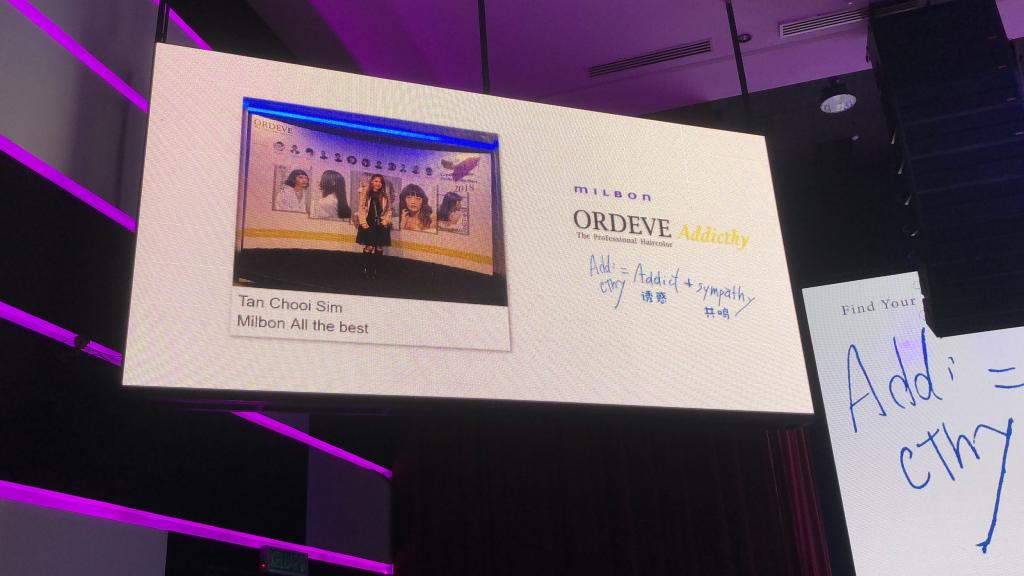 ORDEVE
2018
Tan Chooi Sim
Milbon All the best
MILBON
ORDEVE Addicthy
The Professional Haircolor
Addi = Addict + sympathy
cThy 诱惑 共鸣
Find Your
Addi =
cThy